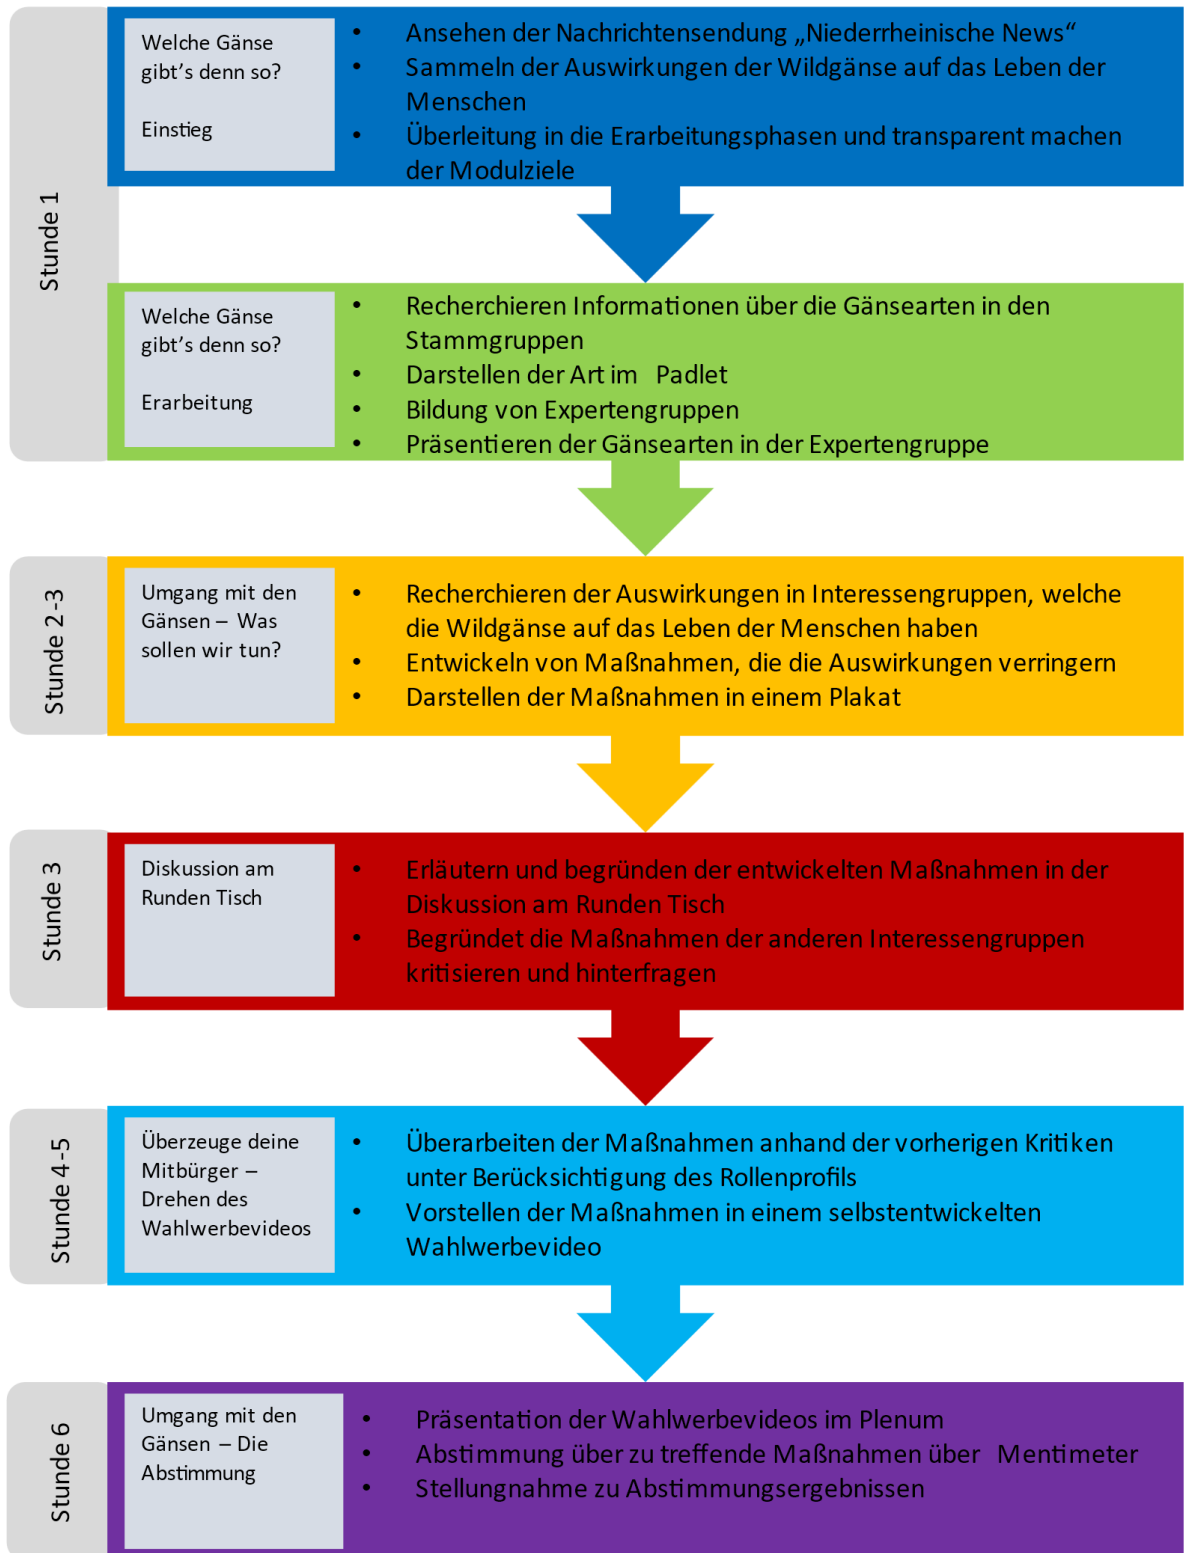 Stunde 1
Welche Gänse
gibt's denn so?
Einstieg
• Ansehen der Nachrichtensendung „Niederrheinische News“
• Sammeln der Auswirkungen der Wildgänse auf das Leben der
Menschen
• Überleitung in die Erarbeitungsphasen und transparent machen
der Modulziele
Welche Gänse
gibt's denn so?
Erarbeitung
• Recherchieren Informationen über die Gänsearten in den
Stammgruppen
• Darstellen der Art im Padlet
• Bildung von Expertengruppen
• Präsentieren der Gänsearten in der Expertengruppe
Stunde 2-3
Umgang mit den
Gänsen – Was
sollen wir tun?
• Recherchieren der Auswirkungen in Interessengruppen, welche
die Wildgänse auf das Leben der Menschen haben
• Entwickeln von Maßnahmen, die die Auswirkungen verringern
• Darstellen der Maßnahmen in einem Plakat
Stunde 3
Diskussion am
Runden Tisch
• Erläutern und begründen der entwickelten Maßnahmen in der
Diskussion am Runden Tisch
• Begründet die Maßnahmen der anderen Interessengruppen
kritisieren und hinterfragen
Stunde 4-5
Überzeuge deine
Mitbürger –
Drehen des
Wahlwerbevideos
• Überarbeiten der Maßnahmen anhand der vorherigen Kritiken
unter Berücksichtigung des Rollenprofils
• Vorstellen der Maßnahmen in einem selbstentwickelten
Wahlwerbevideo
Stunde 6
Umgang mit den
Gänsen – Die
Abstimmung
• Präsentation der Wahlwerbevideos im Plenum
• Abstimmung über zu treffende Maßnahmen über Mentimeter
• Stellungnahme zu Abstimmungsergebnissen